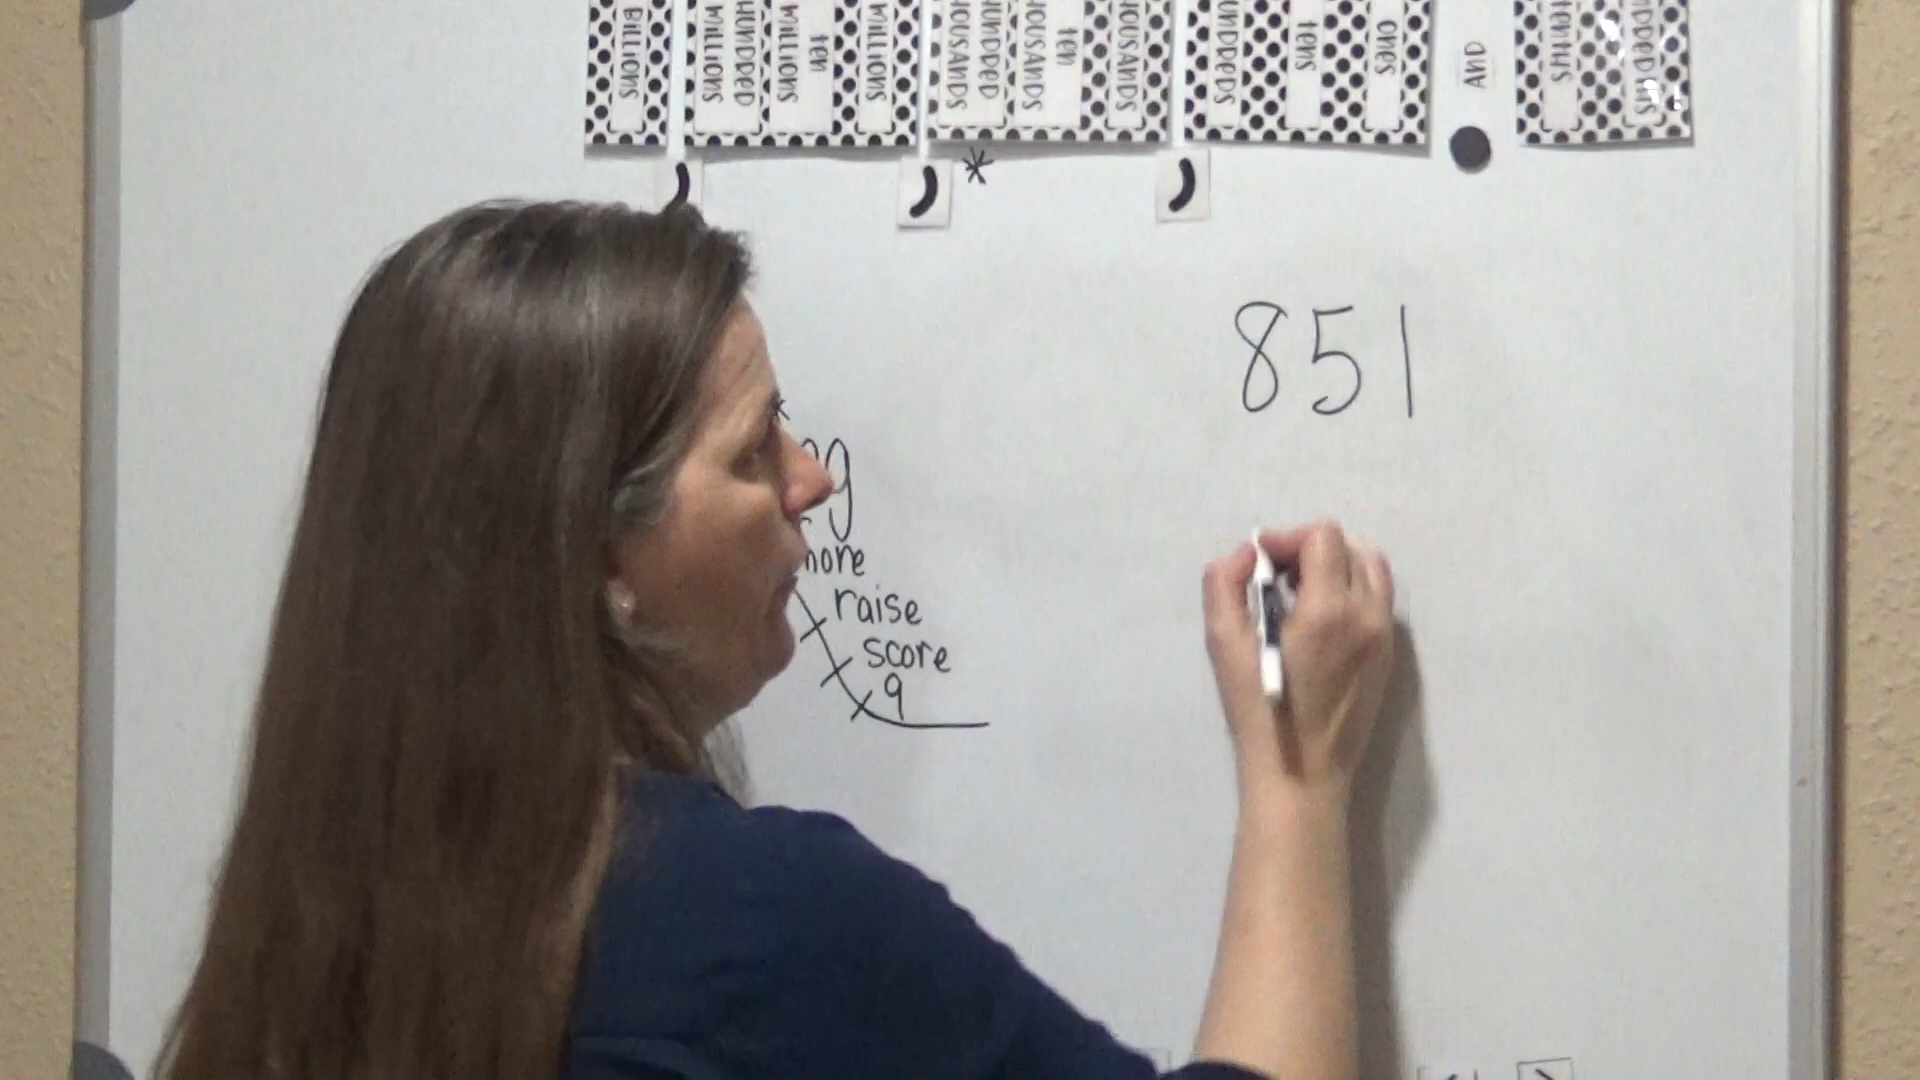 BILLIONS
HUNDRED MILLIONS
TEN MILLIONS
MILLIONS
HUNDRED THOUSANDS
TEN THOUSANDS
THOUSANDS
HUNDREDS
TENS
ONES
AND
TENTHS
, , * , .
851
raise
score
9